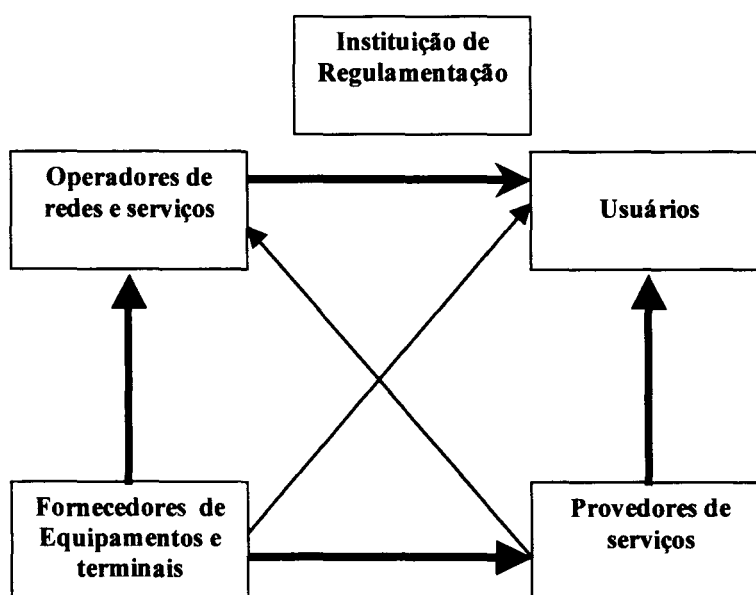 Instituição de
Regulamentação
Operadores de
redes e serviços
Usuários
Fornecedores de
Equipamentos e
terminais
Provedores de
serviços